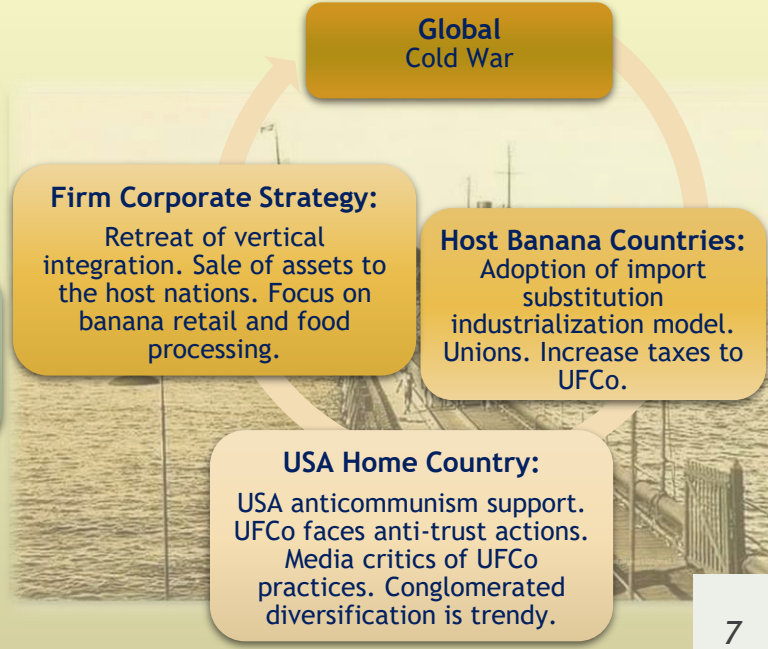 Global
Cold War
Firm Corporate Strategy:
Retreat of vertical
integration. Sale of assets to
the host nations. Focus on
banana retail and food
processing.
Host Banana Countries:
Adoption of import
substitution
industrialization model.
Unions. Increase taxes to
UFCo.
USA Home Country:
USA anticommunism support.
UFCo faces anti-trust actions.
Media critics of UFCo
practices. Conglomerated
diversification is trendy.
7